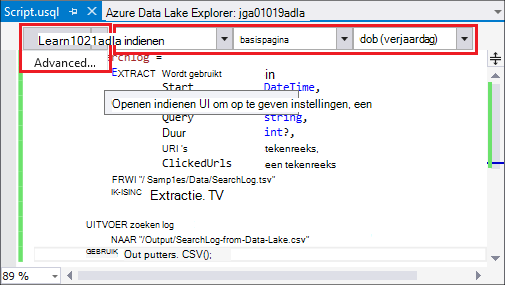 Script.usql Azure Data Lake Explorer: jga01019adla
Learn1021adla indienen basispagina dob (verjaardag)
Advanced...
rchlog =
EXTRACT Wordt gebruikt in
Start DateTime,
Openen indienen UI om op te geven instellingen, een
Query string,
Duur int?,
URI 's tekenreeks,
ClickedUrls een tekenreeks
FRWI "/ Samp1es/Data/SearchLog.tsv"
IK-ISINC Extractie. TV
UITVOER zoeken log
NAAR "/Output/SearchLog-from-Data-Lake.csv"
GEBRUIK Out putters. CSV();
89 %